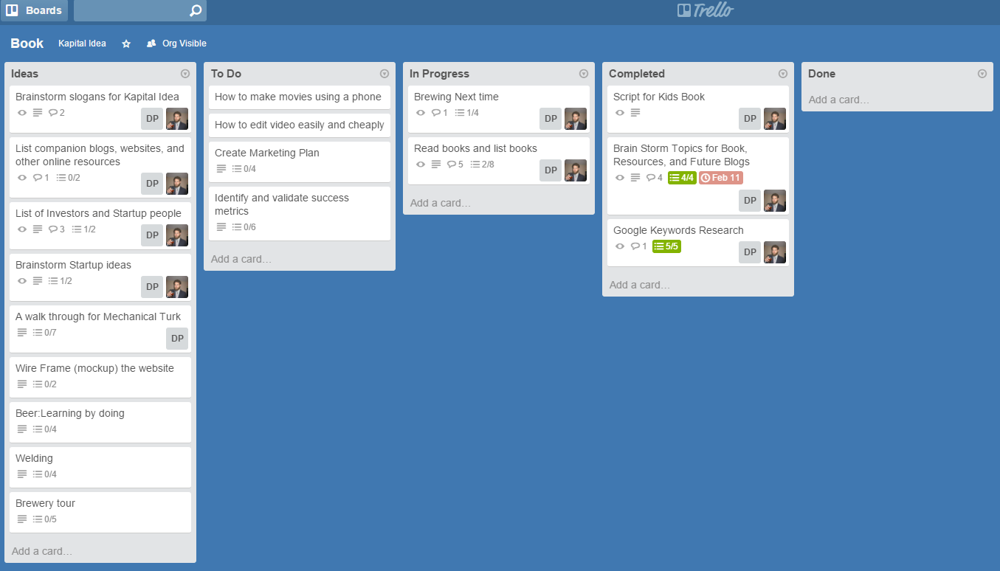 Boards
Trello
Book Kapital Idea Org Visible
Ideas
Brainstorm slogans for Kapital Idea
2
DP
List companion blogs, websites, and
other online resources
1 0/2
DP
List of Investors and Startup people
3 1/2
DP
Brainstorm Startup ideas
1/2
DP
A walk through for Mechanical Turk
0/7
DP
Wire Frame (mockup) the website
0/2
Beer:Learning by doing
0/4
Welding
0/4
Brewery tour
0/5
Add a card…
To Do
How to make movies using a phone
How to edit video easily and cheaply
Create Marketing Plan
0/4
Identify and validate success
metrics
0/6
Add a card…
In Progress
Brewing Next time
1 1/4
DP
Read books and list books
5 2/8
DP
Add a card…
Completed
Script for Kids Book
DP
Brain Storm Topics for Book,
Resources, and Future Blogs
4 4/4 Feb 11
DP
Google Keywords Research
1 5/5
DP
Add a card…
Done
Add a card…